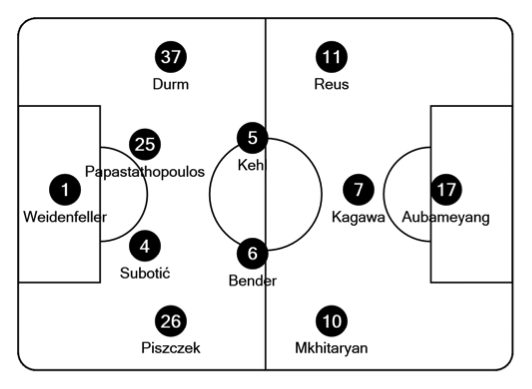 37
Durm
11
Reus
25
Papastathopoulos
5
Kehl
1
Weidenfeller
7
Kagawa
17
Aubameyang
4
Subotić
6
Bender
26
Piszczek
10
Mkhitaryan